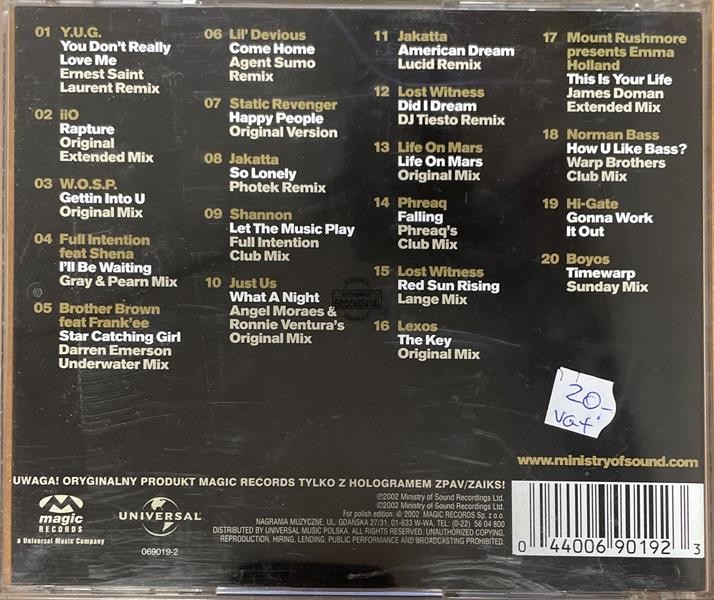 01 Y.U.G.
You Don't Really
Love Me
Ernest Saint
Laurent Remix
02 iiO
Rapture
Original
Extended Mix
03 W.O.S.P.
Gettin Into U
Original Mix
04 Full Intention
feat Shena
I'll Be Waiting
Gray & Pearn Mix
05 Brother Brown
feat Frank'ee
Star Catching Girl
Darren Emerson
Underwater Mix
06 Lil' Devious
Come Home
Agent Sumo
Remix
07 Static Revenger
Happy People
Original Version
08 Jakatta
So Lonely
Photek Remix
09 Shannon
Let The Music Play
Full Intention
Club Mix
10 Just Us
What A Night
Angel Moraes &
Ronnie Ventura's
Original Mix
11 Jakatta
American Dream
Lucid Remix
12 Lost Witness
Did I Dream
DJ Tiesto Remix
13 Life On Mars
Life On Mars
Original Mix
14 Phreaq
Falling
Phreaq's
Club Mix
15 Lost Witness
Red Sun Rising
Lange Mix
16 Lexos
The Key
Original Mix
17 Mount Rushmore
presents Emma
Holland
This Is Your Life
James Doman
Extended Mix
18 Norman Bass
How U Like Bass?
Warp Brothers
Club Mix
19 Hi-Gate
Gonna Work
It Out
20 Boyos
Timewarp
Sunday Mix
20-
VG+
www.ministryofsound.com
UWAGA! ORYGINALNY PRODUKT MAGIC RECORDS TYLKO Z HOLOGRAMEM ZPAV/ZAIKS!
magic
RECORDS
a Universal Music Company
UNIVERSAL
069019-2
℗2002 Ministry of Sound Recordings Ltd.
©2002 Ministry of Sound Recordings Ltd.
For polish edition: © 2002 MAGIC RECORDS Sp. z o.o.
NAGRANIA MUZYCZNE, UL. GDAŃSKA 27/31, 01-633 W-WA, TEL: (0-22) 56 04 800
DISTRIBUTED BY UNIVERSAL MUSIC POLSKA. ALL RIGHTS RESERVED. UNAUTHORIZED COPYING,
REPRODUCTION, HIRING, LENDING, PUBLIC PERFORMANCE AND BROADCASTING PROHIBITED.
0 44006 90192 3